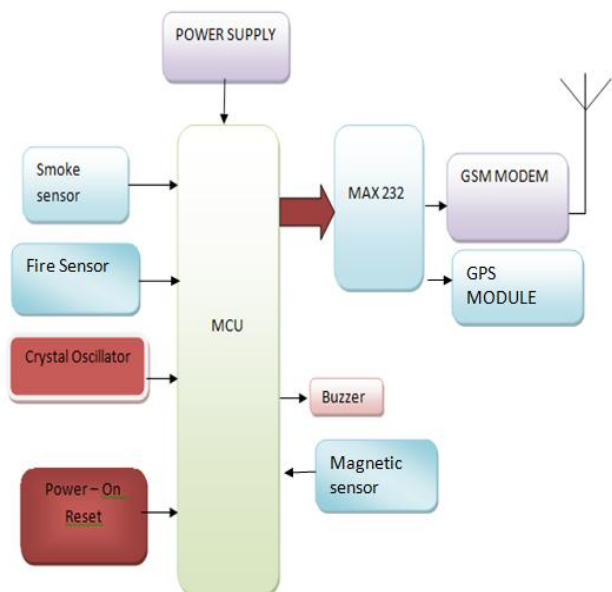 POWER SUPPLY
Smoke
sensor
Fire Sensor
Crystal Oscillator
Power – On
Reset
MCU
MAX 232
GSM MODEM
GPS
MODULE
Buzzer
Magnetic
sensor